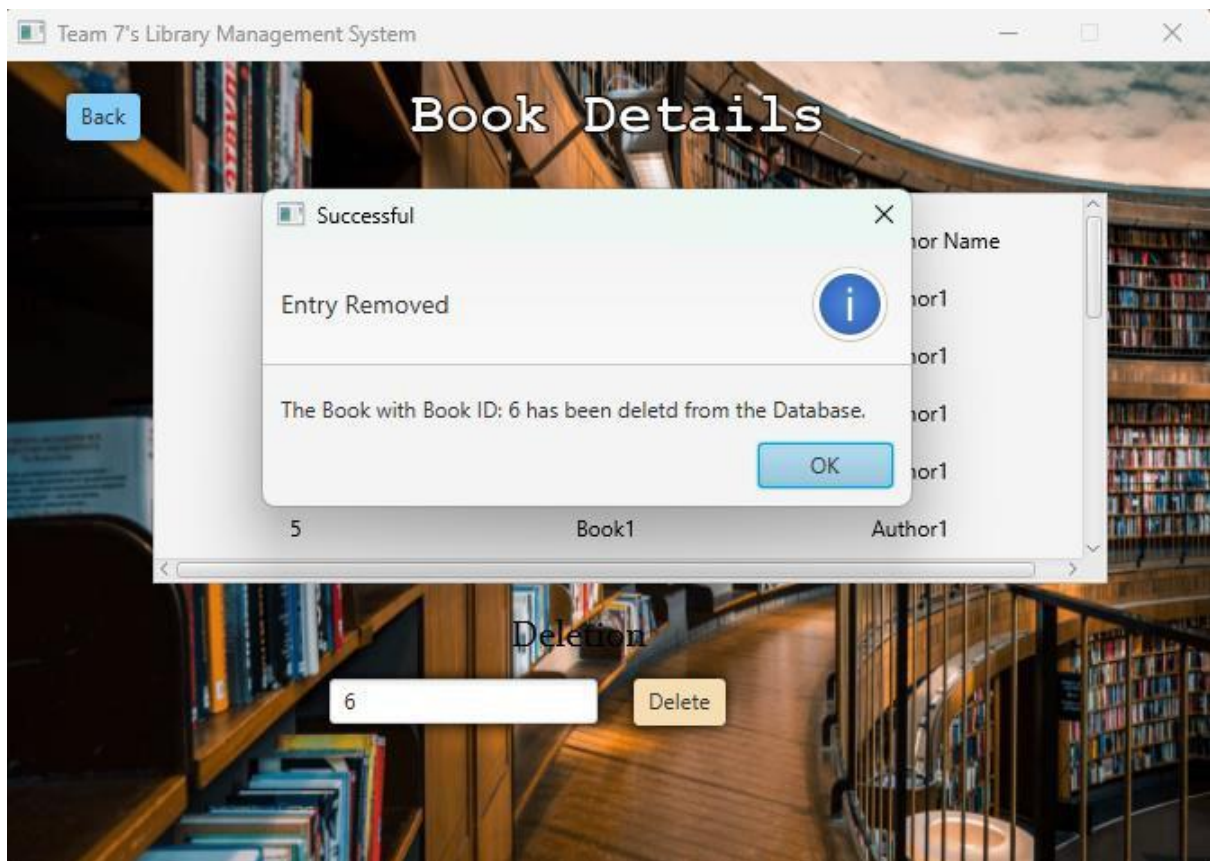 Team 7's Library Management System
Back
Book Details
Successful
hor Name
Entry Removed
hor1
hor1
The Book with Book ID: 6 has been deletd from the Database.
hor1
OK
hor1
5 Book1 Author1
Deletion
6
Delete